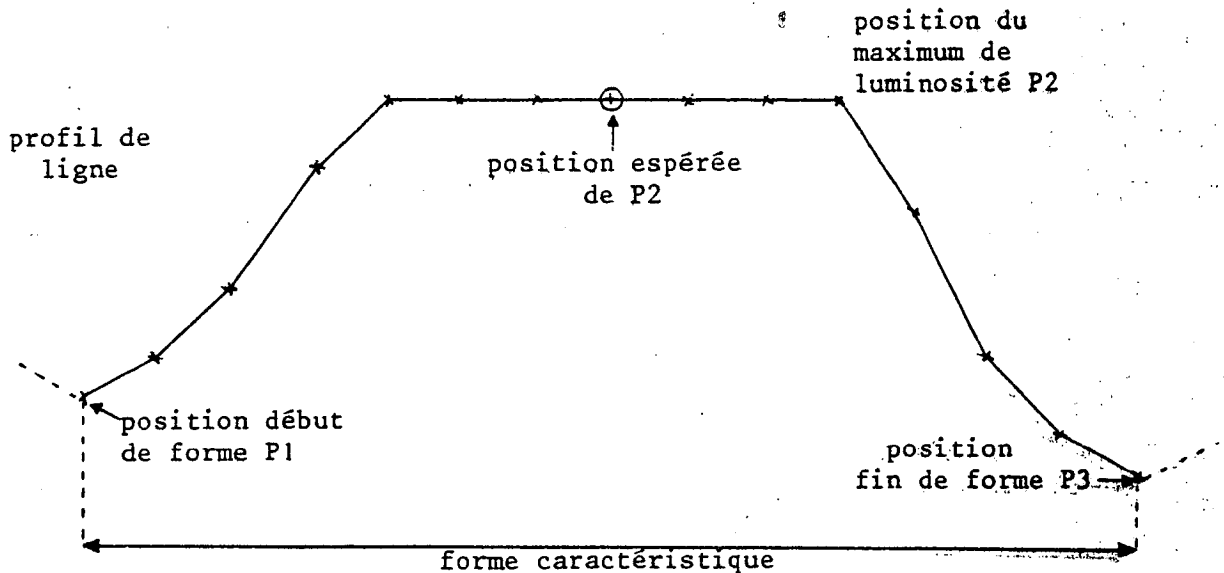 position du
maximum de
luminosité P2
profil de
ligne
position espérée
de P2
position début
de forme P1
position
fin de forme P3
forme caractéristique